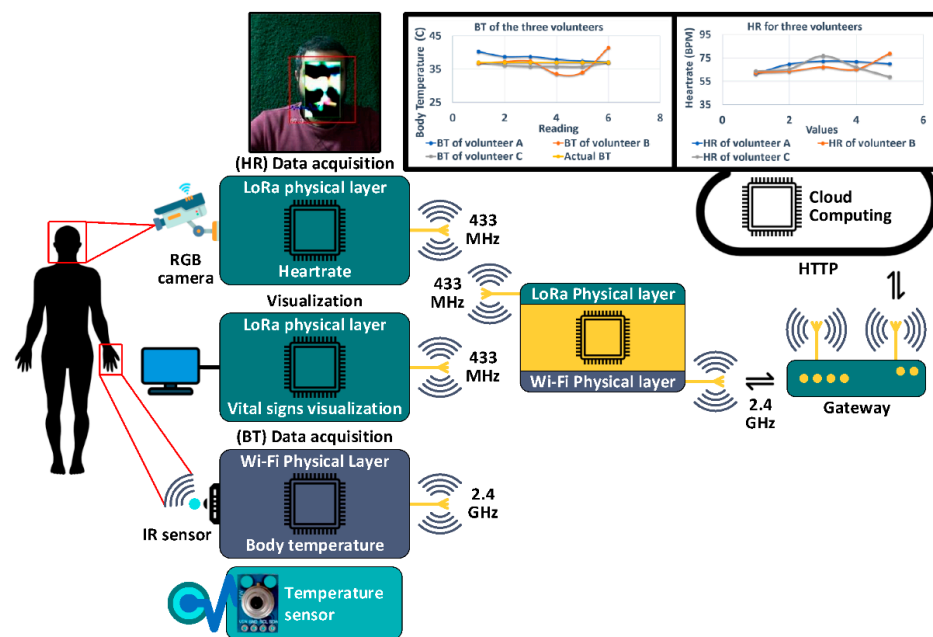 BT of the three volunteers
Body Temperature (C)
45
35
25
0
2
4
6
8
Reading
BT of volunteer A
BT of volunteer B
BT of volunteer C
Actual BT
HR for three volunteers
Heartrate (BPM)
95
75
55
35
0
2
4
6
Values
HR of volunteer A
HR of volunteer B
HR of volunteer C
(HR) Data acquisition
LoRa physical layer
Heartrate
433
MHz
RGB
camera
Cloud
Computing
HTTP
433
MHz
LoRa Physical layer
Wi-Fi Physical layer
2.4
GHz
Gateway
Visualization
LoRa physical layer
Vital signs visualization
433
MHz
(BT) Data acquisition
Wi-Fi Physical Layer
Body temperature
2.4
GHz
IR sensor
Temperature
sensor